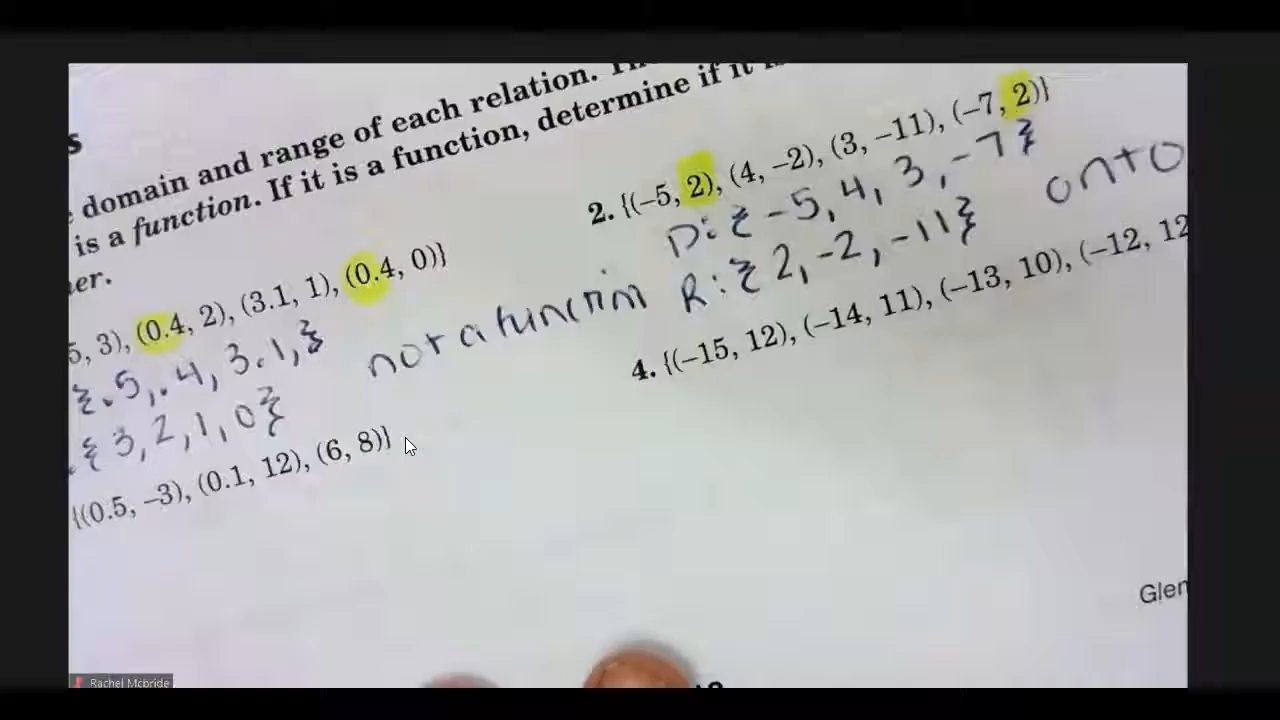 s
domain and range of each relation.
is a function. If it is a function, determine if it is
er.
5, 3), (0.4, 2), (3.1, 1), (0.4, 0)}
{.5, .4, 3.1,}
{3, 2, 1, 0}
not a function
{(0.5, –3), (0.1, 12), (6, 8)}
2. {(–5, 2), (4, –2), (3, –11), (–7, 2)}
D: {-5, 4, 3, -7}
R: {2, -2, -11}
onto
4. {(–15, 12), (–14, 11), (–13, 10), (–12, 12
Glen
Rachel Mcbride